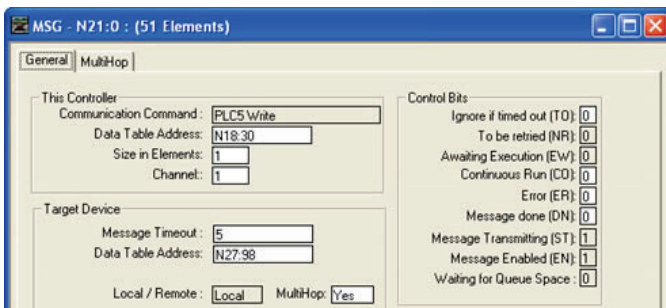 MSG - N21:0 : (51 Elements)
General MultiHop
This Controller
Communication Command : PLC5 Write
Data Table Address: N18:30
Size in Elements: 1
Channel: 1
Target Device
Message Timeout : 5
Data Table Address: N27:98
Local / Remote : Local MultiHop: Yes
Control Bits
Ignore if timed out (TO): 0
To be retried (NR): 0
Awaiting Execution (EW): 0
Continuous Run (CO): 0
Error (ER): 0
Message done (DN): 0
Message Transmitting (ST): 1
Message Enabled (EN): 1
Waiting for Queue Space : 0